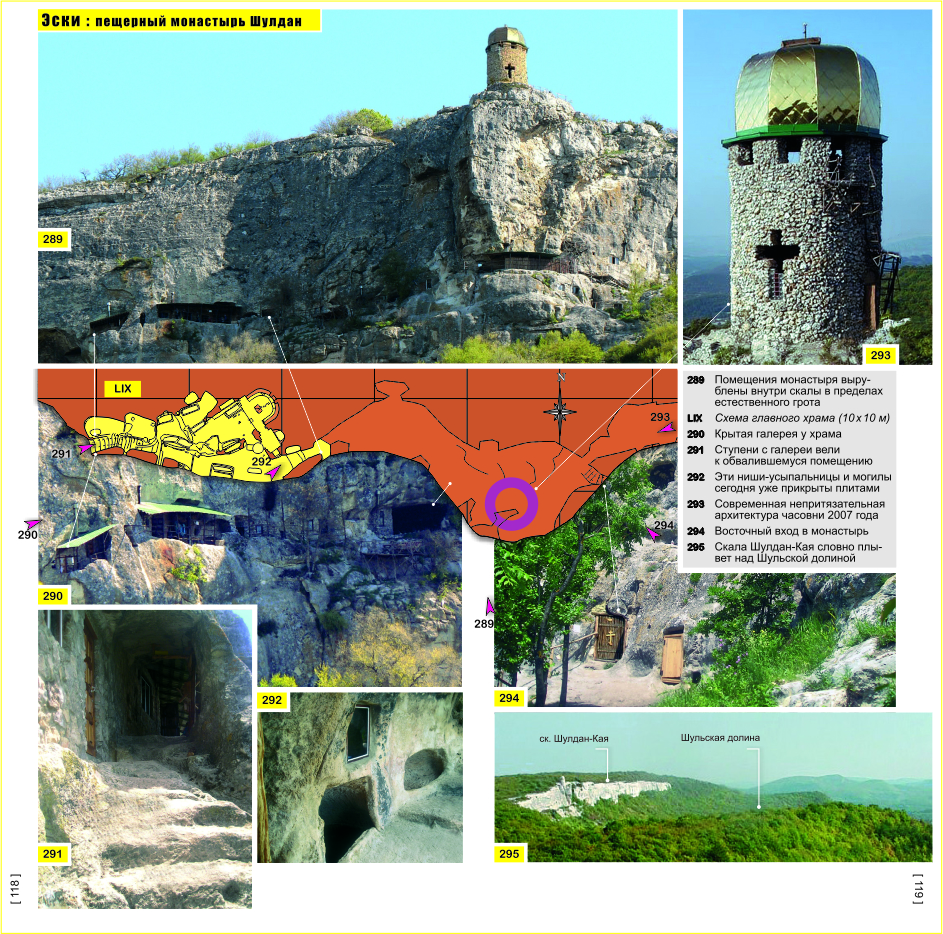 Эски : пещерный монастырь Шулдан
289
293
LIX
N
293
291
292
290
294
289
289 Помещения монастыря выру-
блены внутри скалы в пределах
естественного грота
LIX Схема главного храма (10х10 м)
290 Крытая галерея у храма
291 Ступени с галереи вели
к обвалившемуся помещению
292 Эти ниши-усыпальницы и могилы
сегодня уже прикрыты плитами
293 Современная непритязательная
архитектура часовни 2007 года
294 Восточный вход в монастырь
295 Скала Шулдан-Кая словно плы-
вет над Шульской долиной
290
292
294
ск. Шулдан-Кая
Шульская долина
291
295
[ 118 ]
[ 119 ]